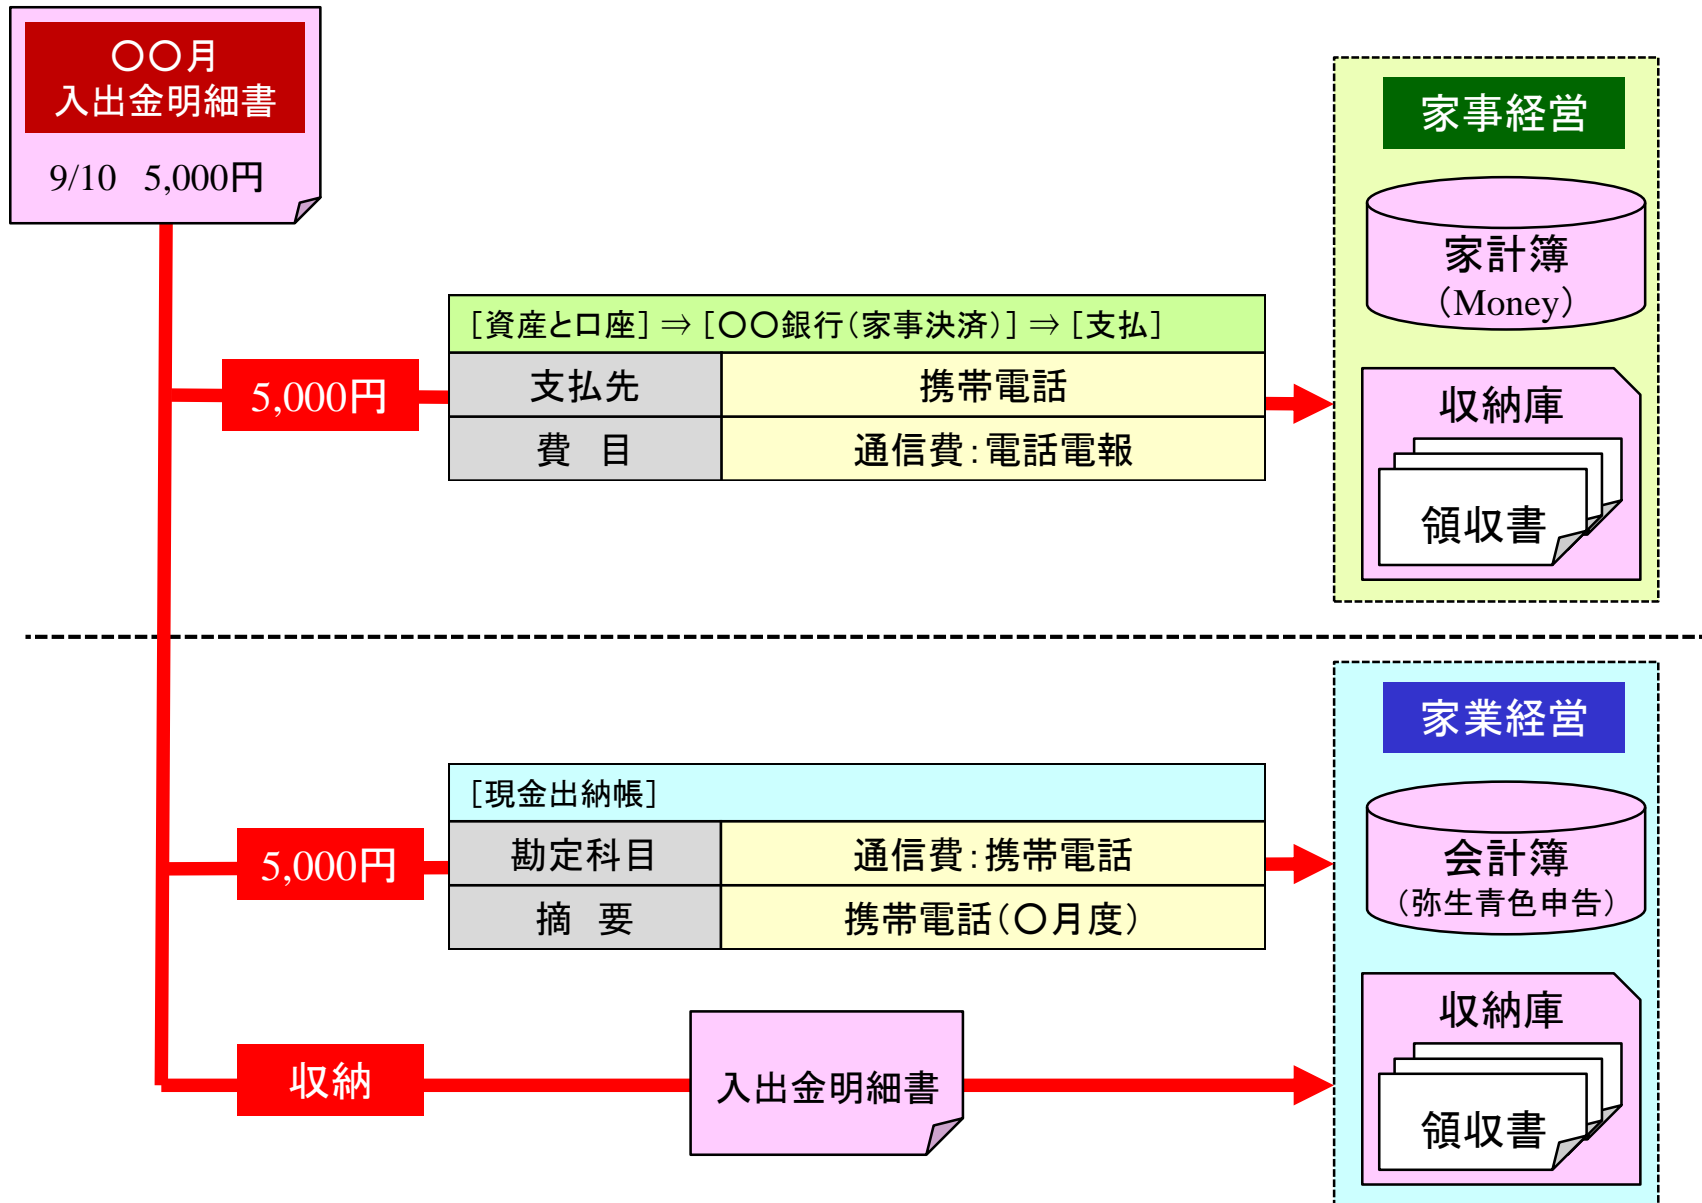 〇〇月
入出金明細書
9/10 5,000円
家事経営
家計簿
（Money）
[資産と口座]⇒[〇〇銀行(家事決済)]⇒[支払]
5,000円
支払先 携帯電話
費 目 通信費：電話電報
収納庫
領収書
家業経営
[現金出納帳]
5,000円
勘定科目 通信費：携帯電話
摘 要 携帯電話(〇月度)
会計簿
（弥生青色申告）
収納
入出金明細書
収納庫
領収書